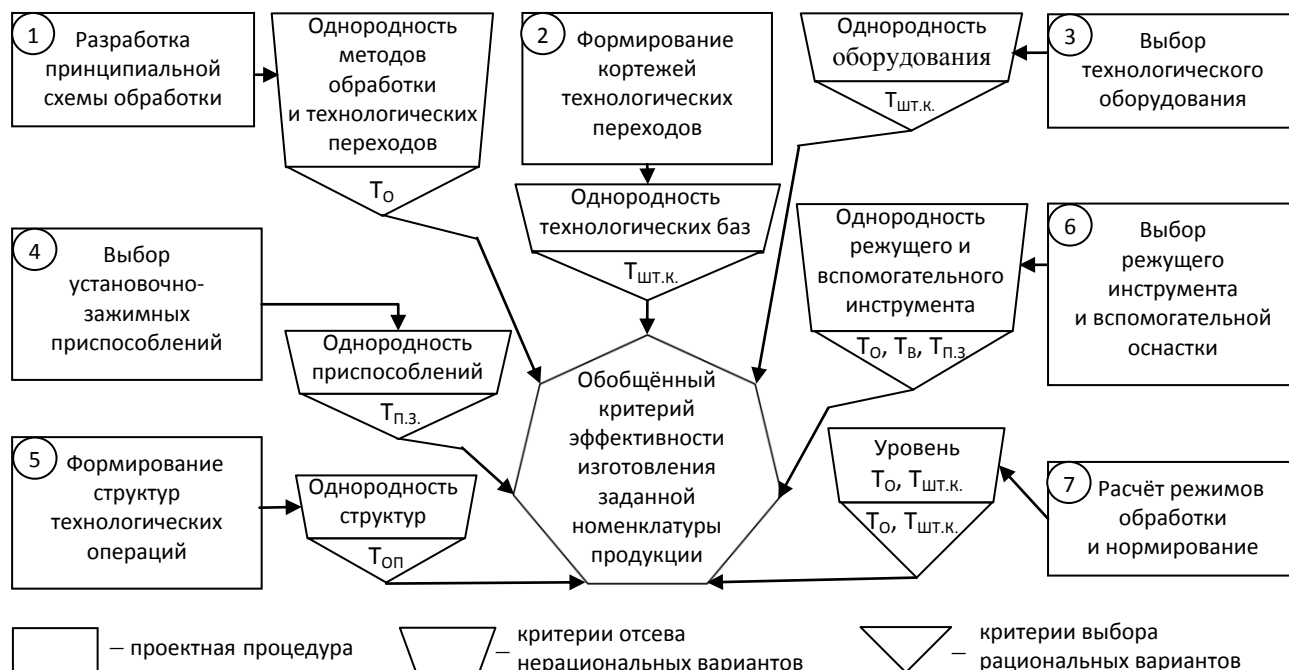 1
Разработка
принципиальной
схемы обработки
Однородность
методов
обработки
и технологических
переходов
Tо
2
Формирование
кортежей
технологических
переходов
Однородность
технологических баз
Tшт.к.
Однородность
оборудования
Tшт.к.
3
Выбор
технологического
оборудования
4
Выбор
установочно-
зажимных
приспособлений
Однородность
приспособлений
Tп.з.
Однородность
режущего и
вспомогательного
инструмента
Tо, Tв, Tп.з
6
Выбор
режущего
инструмента
и вспомогательной
оснастки
5
Формирование
структур
технологических
операций
Однородность
структур
Tоп
Обобщённый
критерий
эффективности
изготовления
заданной
номенклатуры
продукции
Уровень
Tо, Tшт.к.
Tо, Tшт.к.
7
Расчёт режимов
обработки
и нормирование
– проектная процедура
– критерии отсева
нерациональных вариантов
– критерии выбора
рациональных вариантов